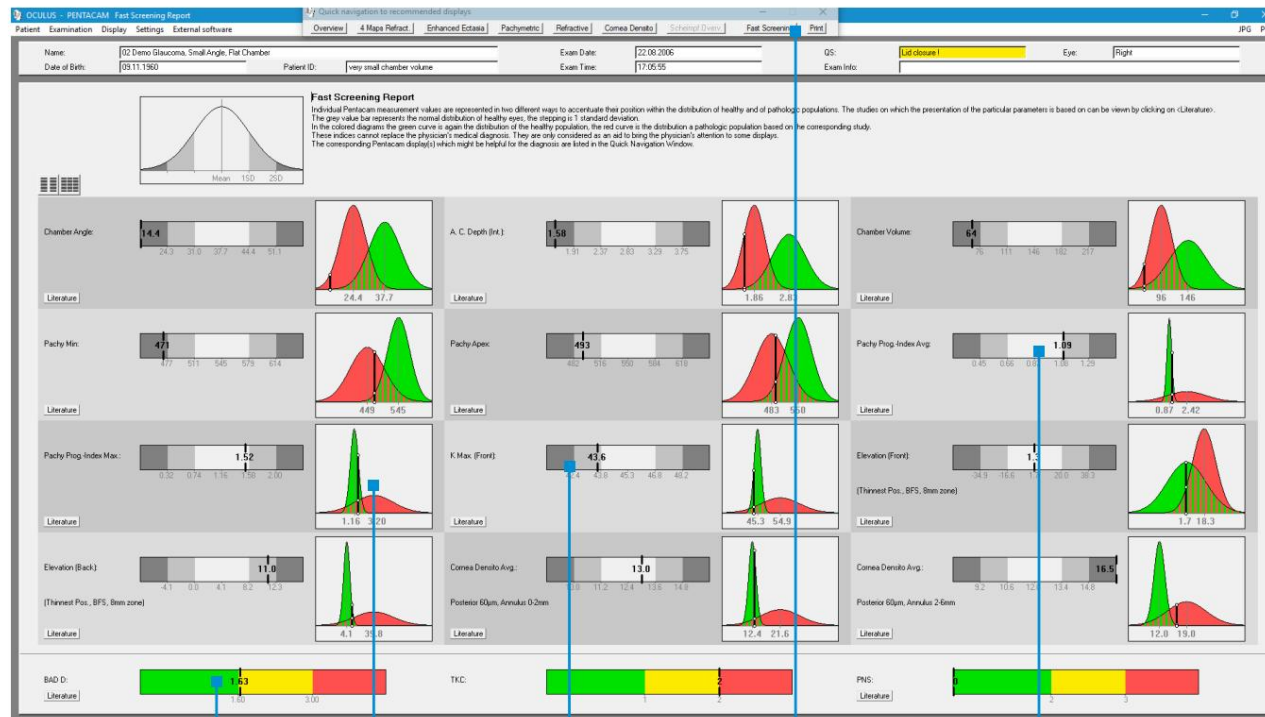 OCULUS - PENTACAM Fast Screening Report
Quick navigation to recommended displays
Patient Examination Display Settings External software
Overview 4 Maps Refract. Enhanced Ectasia Pachymetric Refractive Cornea Densito Fast Screening Print
JPG
Name: 02 Demo Glaucoma, Small Angle, Flat Chamber Exam Date: 22.08.2006 QS: Lid closure ! Eye: Right
Date of Birth: 09.11.1960 Patient ID: very small chamber volume Exam Time: 17:05:55 Exam Info:
Fast Screening Report
Individual Pentacam measurement values are represented in two different ways to accentuate their position within the distribution of healthy and of pathologic populations. The studies on which the presentation of the particular parameters is based on can be viewn by clicking on <Literature>.
The grey value bar represents the normal distribution of healthy eyes, the stepping is 1 standard deviation.
In the colored diagrams the green curve is again the distribution of the healthy population, the red curve is the distribution a pathologic population based on the corresponding study.
These indices cannot replace the physician's medical diagnosis. They are only considered as an aid to bring the physician's attention to some displays.
The corresponding Pentacam display(s) which might be helpful for the diagnosis are listed in the Quick Navigation Window.
Mean 1SD 2SD
Chamber Angle: 14.4 A. C. Depth (Int.): 1.58 Chamber Volume: 64
24.3 31.0 37.7 44.4 51.1 1.91 2.37 2.83 3.29 3.75 76 111 146 182 217
Literature 24.4 37.7 Literature 1.86 Literature 96 146
Pachy Min: 471 Pachy Apex: 493 Pachy Prog.-Index Avg: 1.09
477 511 545 579 614 482 516 550 584 618 0.45 0.66 1.08 1.29
Literature 449 545 Literature 483 Literature 0.87 2.42
Pachy Prog.-Index Max.: 1.52 K Max. (Front): 43.6 Elevation (Front):
0.32 0.74 1.16 1.58 2.00 43.8 45.3 46.8 48.2 -34.9 -16.6 20.0 38.3
(Thinnest Pos., BFS, 8mm zone)
Literature 1.16 Literature 45.3 54.9 Literature 1.7 18.3
Elevation (Back): 11.0 Cornea Densito Avg.: 13.0 Cornea Densito Avg.: 16.5
-4.1 0.0 4.1 8.2 12.3 11.2 12.4 13.6 14.8 9.2 10.6 13.4 14.8
(Thinnest Pos., BFS, 8mm zone) Posterior 60µm, Annulus 0-2mm Posterior 60µm, Annulus 2-6mm
Literature 4.1 Literature 12.4 21.6 Literature 12.0 19.0
BAD D: 1.63 TKC: 2 PNS: 0
Literature 1.60 3.00 1 2 Literature 2 3